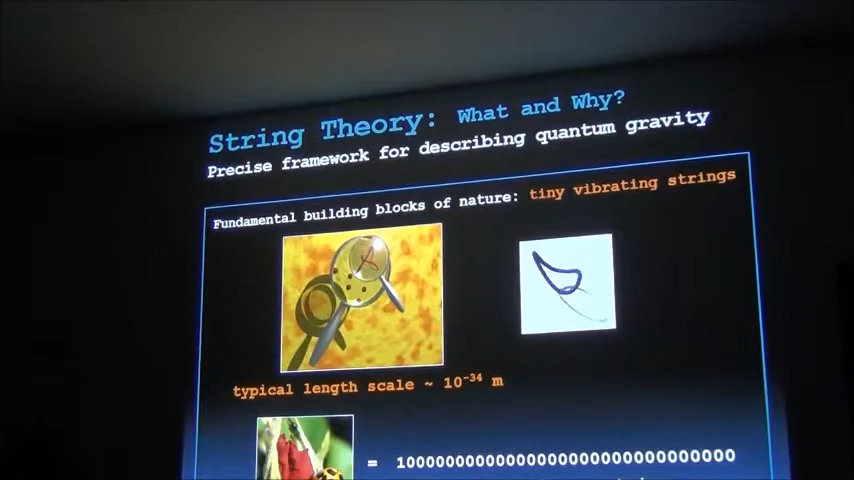 String Theory: What and Why?
Precise framework for describing quantum gravity
Fundamental building blocks of nature: tiny vibrating strings
typical length scale ~ 10⁻³⁴ m
= 10000000000000000000000000000000000